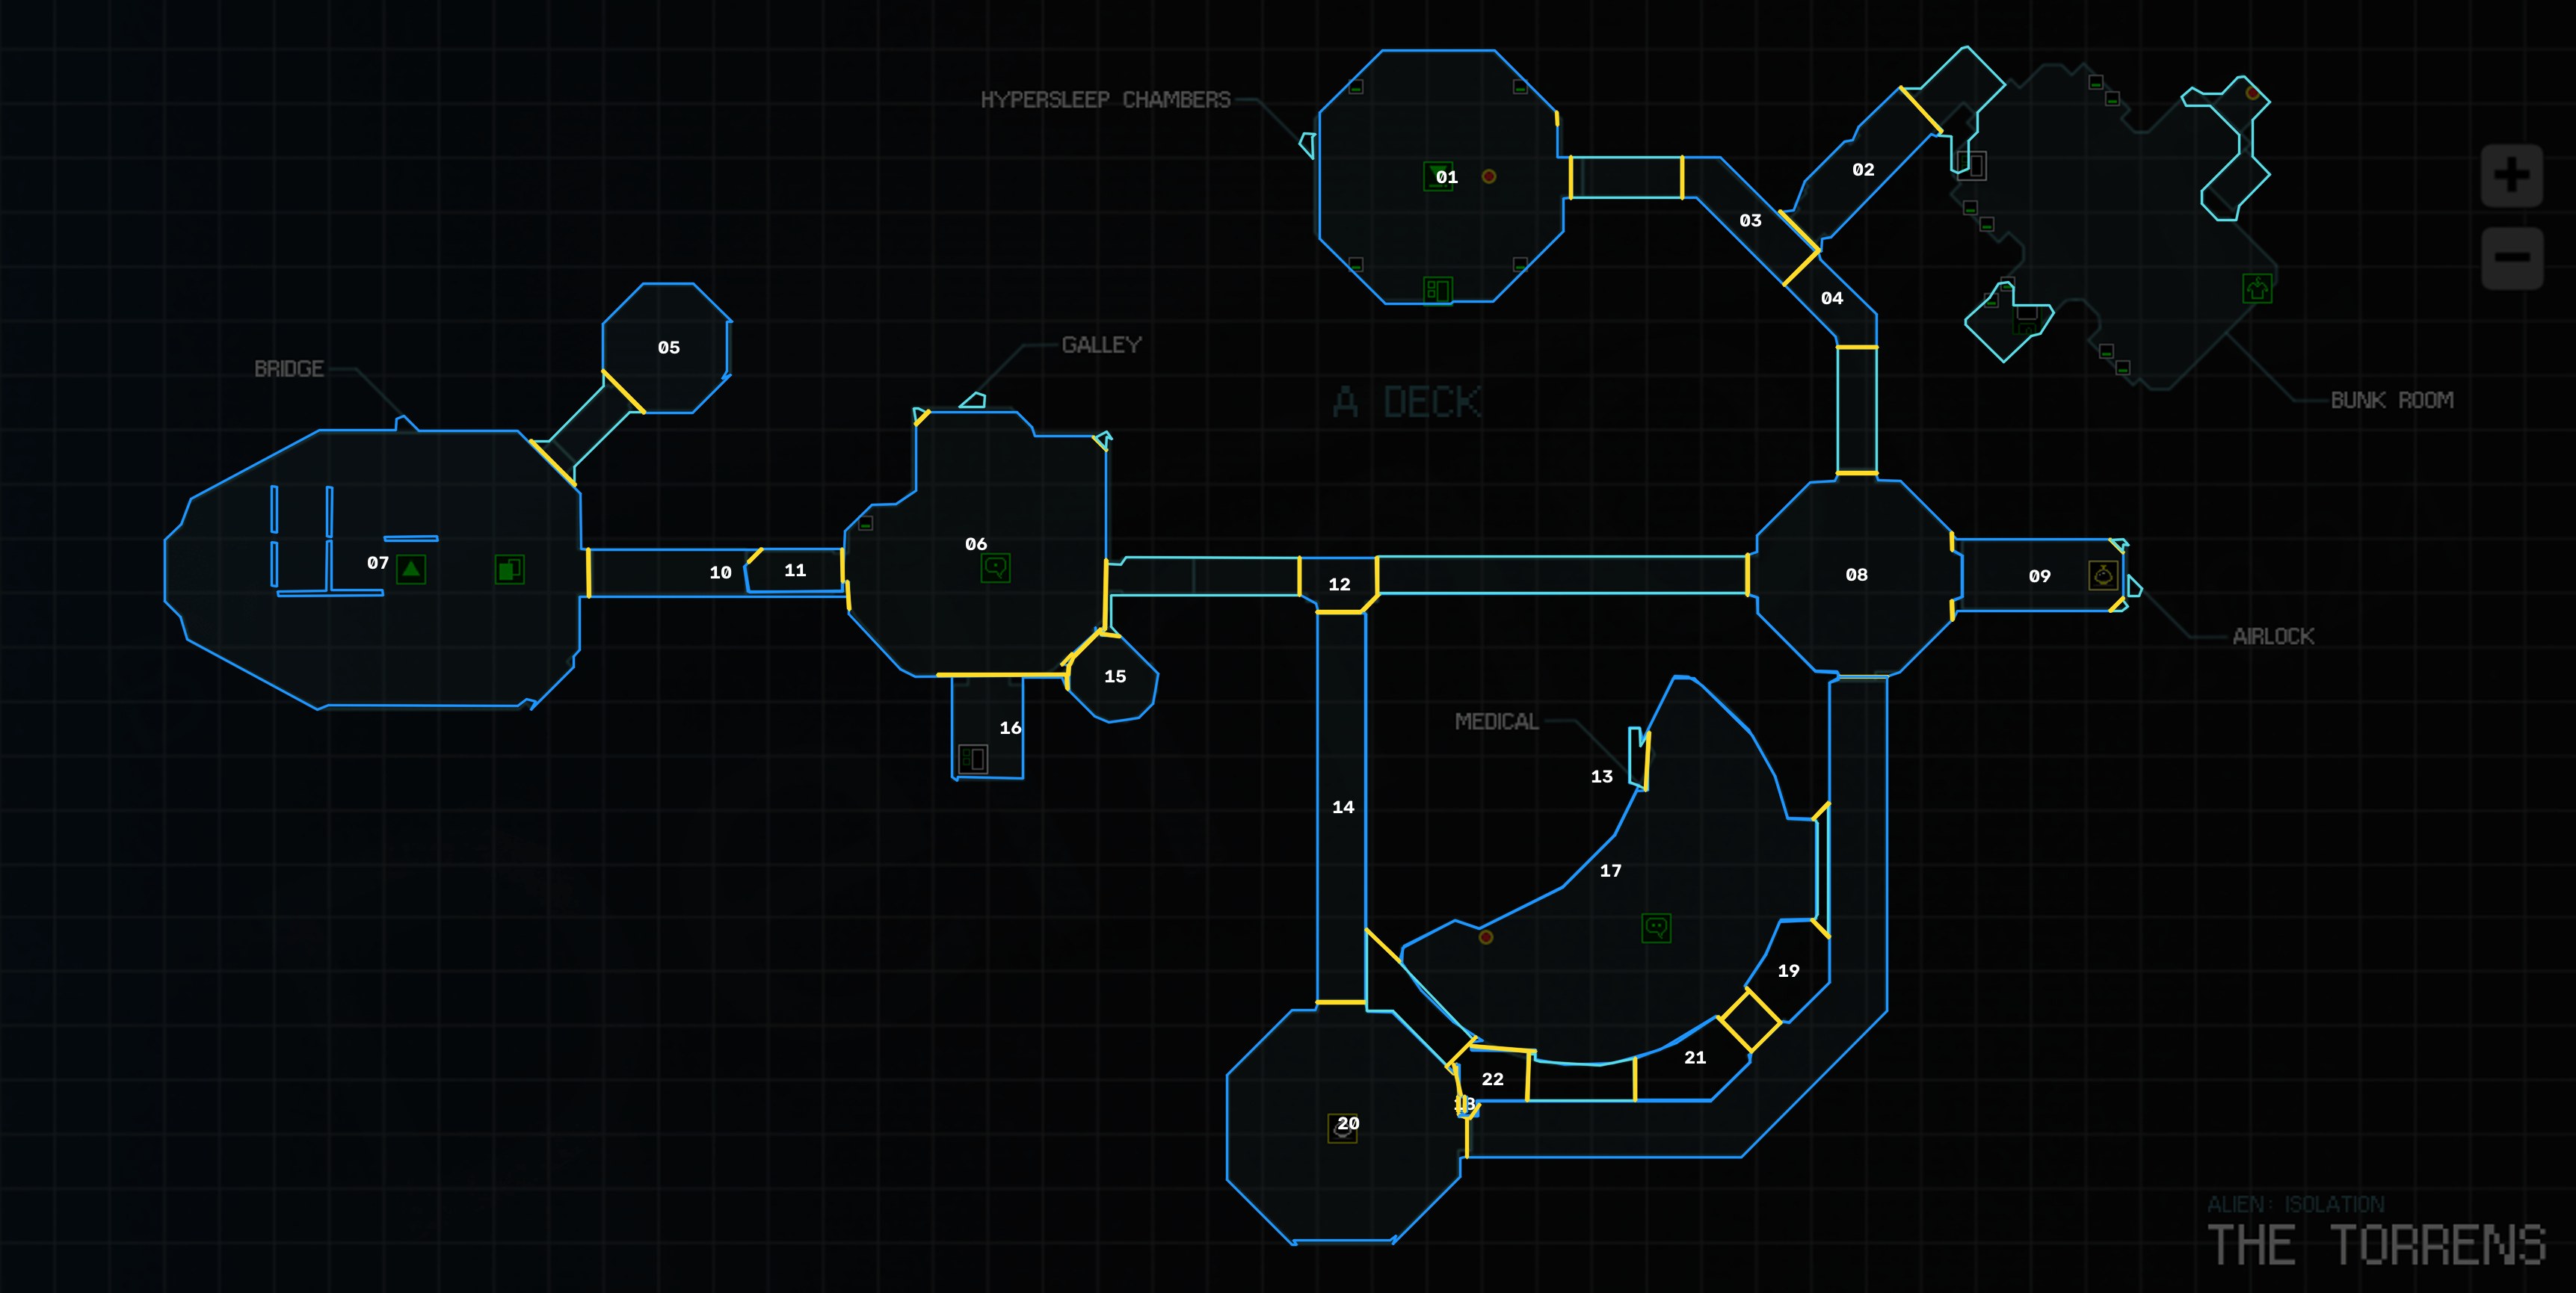 HYPERSLEEP CHAMBERS
01
02
03
04
05
BRIDGE
GALLEY
A DECK
BUNK ROOM
06
07
10
11
12
08
09
AIRLOCK
15
16
MEDICAL
13
14
17
19
21
22
20
ALIEN: ISOLATION
THE TORRENS
+
−